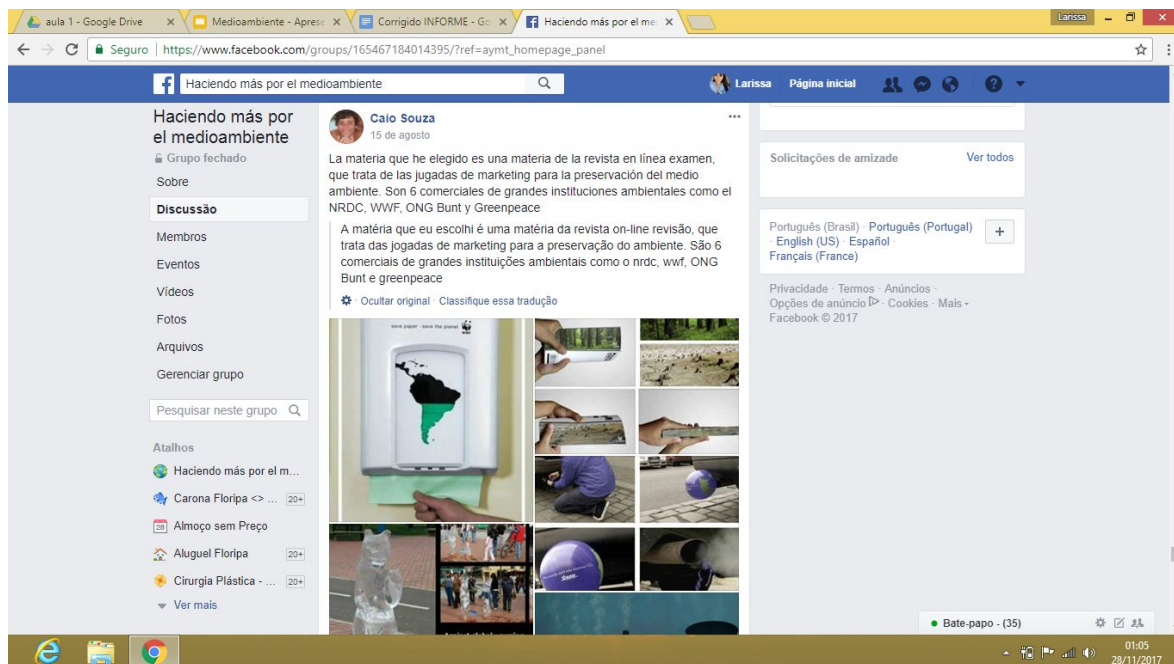 aula 1 - Google Drive
Medioambiente - Aprese
Corrigido INFORME - Go
Haciendo más por el me
Larissa
Seguro | https://www.facebook.com/groups/165467184014395/?ref=aymt_homepage_panel
Haciendo más por el medioambiente
Larissa
Página inicial
Haciendo más por
el medioambiente
Grupo fechado
Sobre
Discussão
Membros
Eventos
Vídeos
Fotos
Arquivos
Gerenciar grupo
Pesquisar neste grupo
Atalhos
Haciendo más por el m...
Carona Floripa <> ... 20+
28 Almoço sem Preço
Aluguel Floripa 20+
Cirurgia Plástica - ... 20+
Ver mais
Caio Souza
15 de agosto
La materia que he elegido es una materia de la revista en línea examen,
que trata de las jugadas de marketing para la preservación del medio
ambiente. Son 6 comerciales de grandes instituciones ambientales como el
NRDC, WWF, ONG Bunt y Greenpeace
A matéria que eu escolhi é uma matéria da revista on-line revisão, que
trata das jogadas de marketing para a preservação do ambiente. São 6
comerciais de grandes instituições ambientais como o nrdc, wwf, ONG
Bunt e greenpeace
Ocultar original · Classifique essa tradução
save paper - save the planet
WWF
Solicitações de amizade
Ver todos
Português (Brasil) · Português (Portugal)
· English (US) · Español ·
Français (France)
Privacidade · Termos · Anúncios ·
Opções de anúncio · Cookies · Mais
Facebook © 2017
Bate-papo - (35)
01:05
28/11/2017